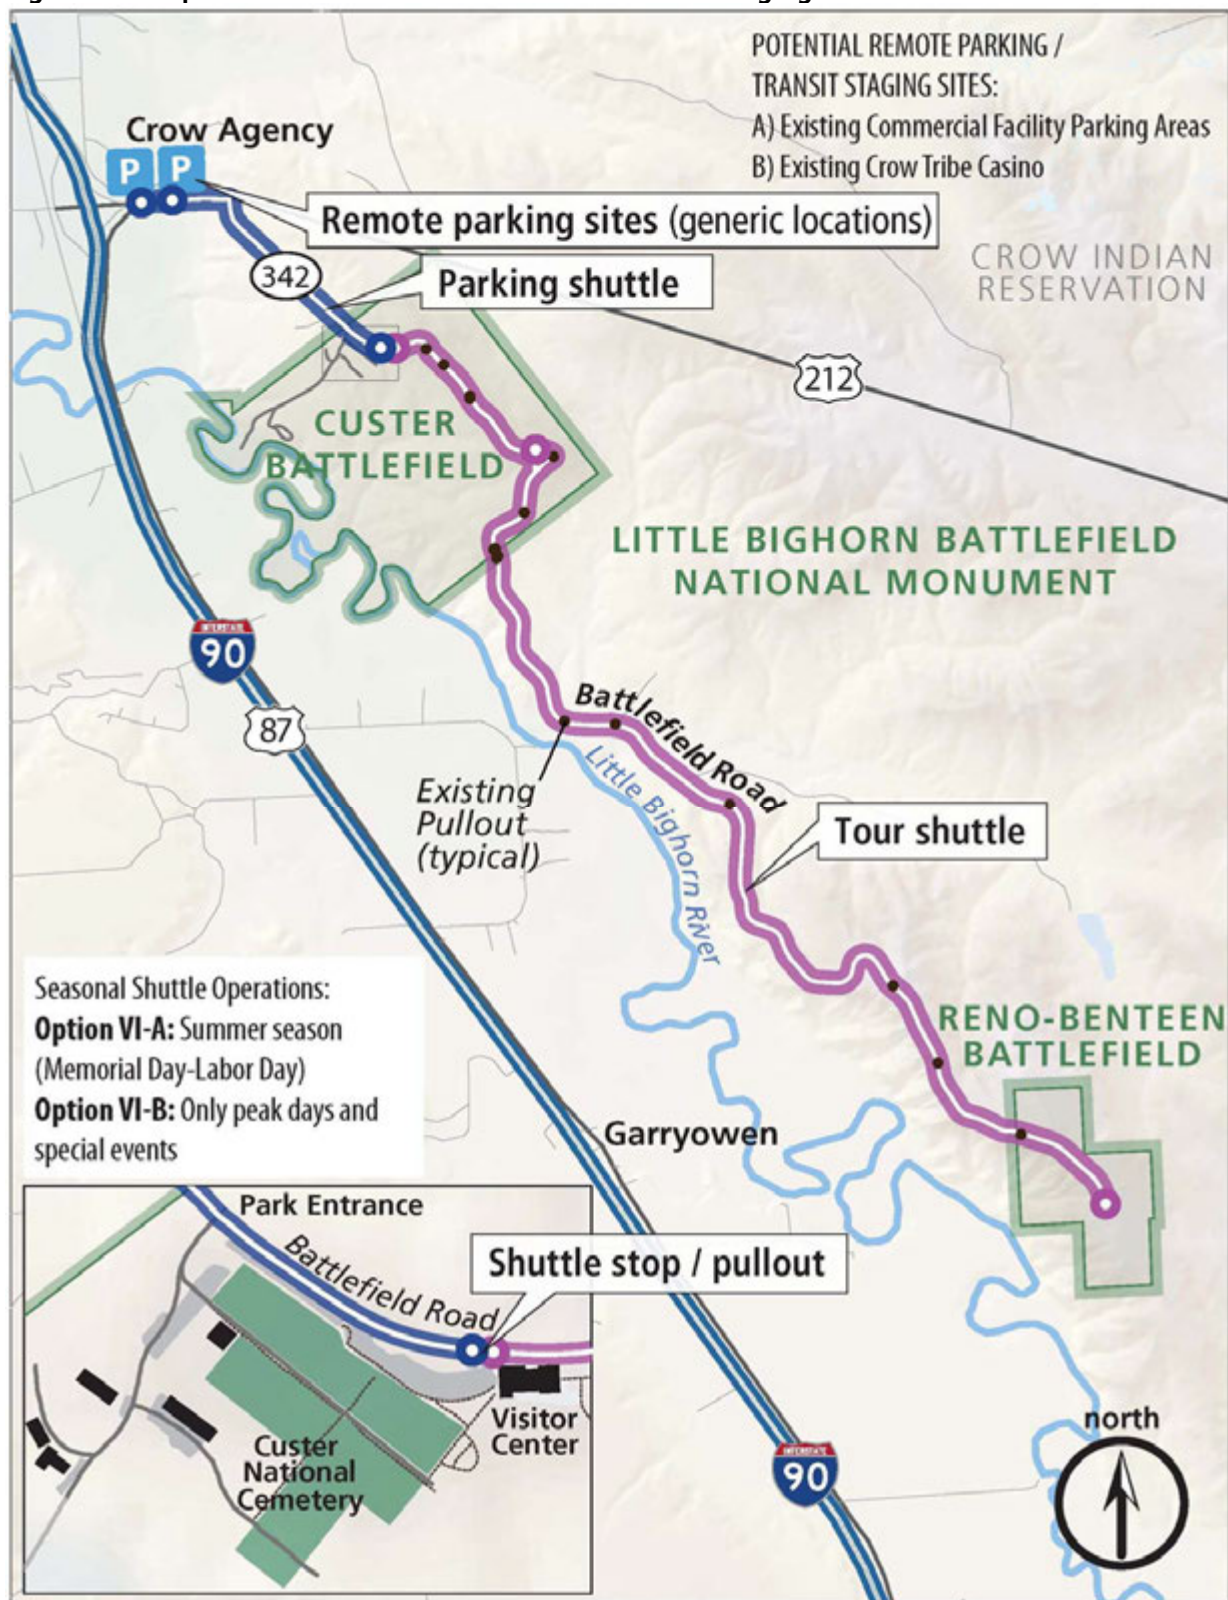 POTENTIAL REMOTE PARKING /
TRANSIT STAGING SITES:
A) Existing Commercial Facility Parking Areas
B) Existing Crow Tribe Casino
Crow Agency
P P
Remote parking sites (generic locations)
CROW INDIAN
RESERVATION
342
Parking shuttle
212
CUSTER
BATTLEFIELD
LITTLE BIGHORN BATTLEFIELD
NATIONAL MONUMENT
INTERSTATE
90
87
Battlefield Road
Little Bighorn River
Existing
Pullout
(typical)
Tour shuttle
Seasonal Shuttle Operations:
Option VI-A: Summer season
(Memorial Day-Labor Day)
Option VI-B: Only peak days and
special events
RENO-BENTEEN
BATTLEFIELD
Garryowen
Park Entrance
Battlefield Road
Shuttle stop / pullout
Visitor
Center
Custer
National
Cemetery
INTERSTATE
90
north